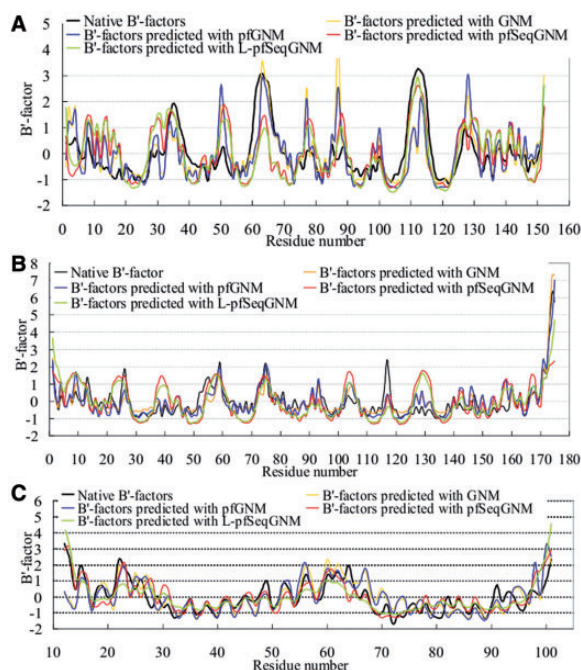 A
Native B'-factors
B'-factors predicted with GNM
B'-factors predicted with pfGNM
B'-factors predicted with pfSeqGNM
B'-factors predicted with L-pfSeqGNM
B'-factor
5
4
3
2
1
0
-1
-2
0 10 20 30 40 50 60 70 80 90 100 110 120 130 140 150 160
Residue number
B
Native B'-factor
B'-factors predicted with GNM
B'-factors predicted with pfGNM
B'-factors predicted with pfSeqGNM
B'-factors predicted with L-pfSeqGNM
B'-factor
8
7
6
5
4
3
2
1
0
-1
-2
0 10 20 30 40 50 60 70 80 90 100 110 120 130 140 150 160 170 180
Residue number
C
Native B'-factors
B'-factors predicted with GNM
B'-factors predicted with pfGNM
B'-factors predicted with pfSeqGNM
B'-factors predicted with L-pfSeqGNM
B'-factor
6
5
4
3
2
1
0
-1
-2
10 20 30 40 50 60 70 80 90 100
Residue number